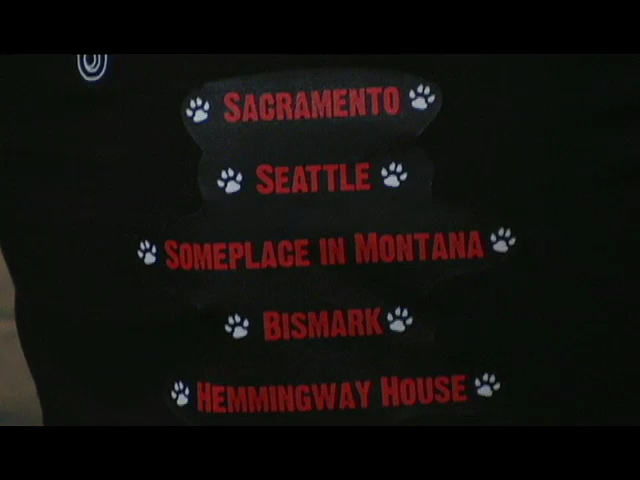 Sacramento
Seattle
Someplace in Montana
Bismark
Hemmingway House